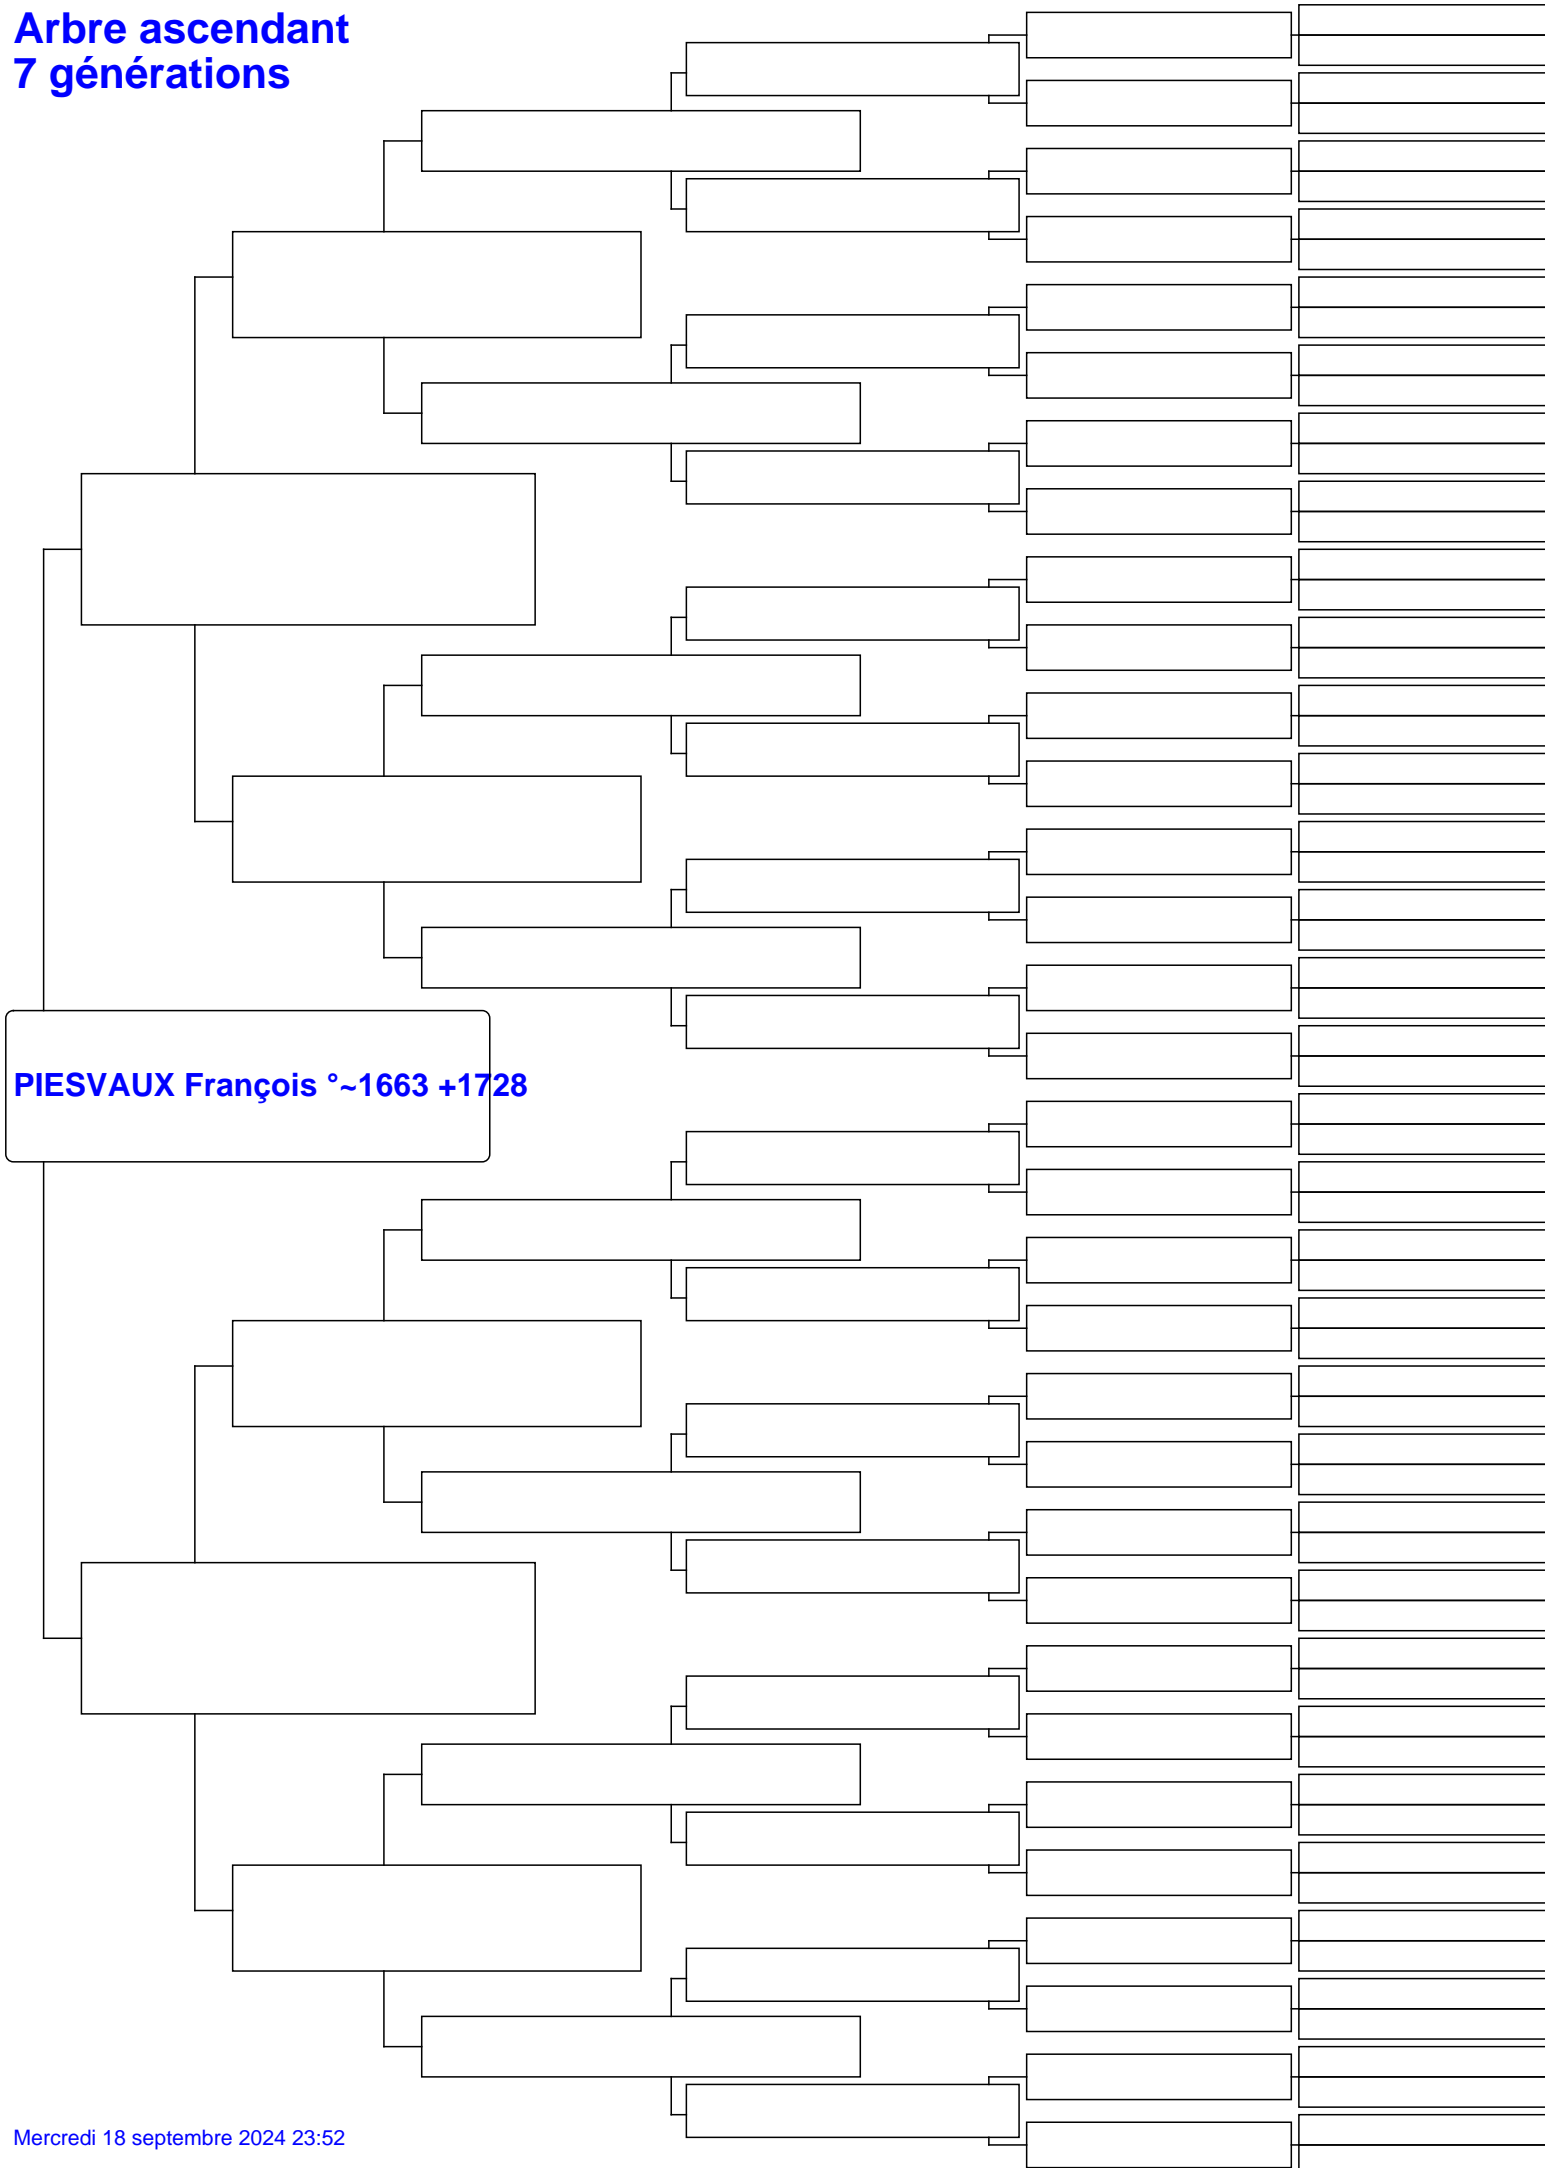 Arbre ascendant
7 générations
PIESVAUX François °~1663 +1728
Mercredi 18 septembre 2024 23:52